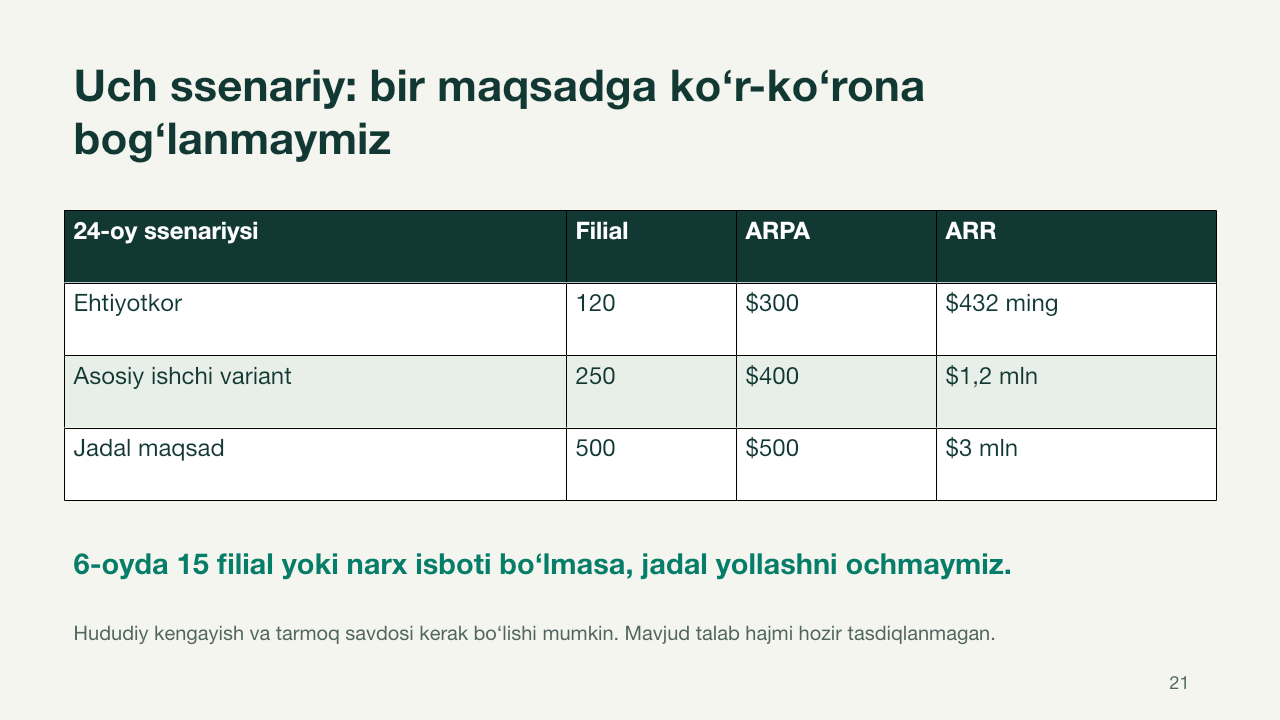 Uch ssenariy: bir maqsadga ko‘r-ko‘rona
bog‘lanmaymiz
24-oy ssenariysi Filial ARPA ARR
Ehtiyotkor 120 $300 $432 ming
Asosiy ishchi variant 250 $400 $1,2 mln
Jadal maqsad 500 $500 $3 mln
6-oyda 15 filial yoki narx isboti bo‘lmasa, jadal yollashni ochmaymiz.
Hududiy kengayish va tarmoq savdosi kerak bo‘lishi mumkin. Mavjud talab hajmi hozir tasdiqlanmagan.
21